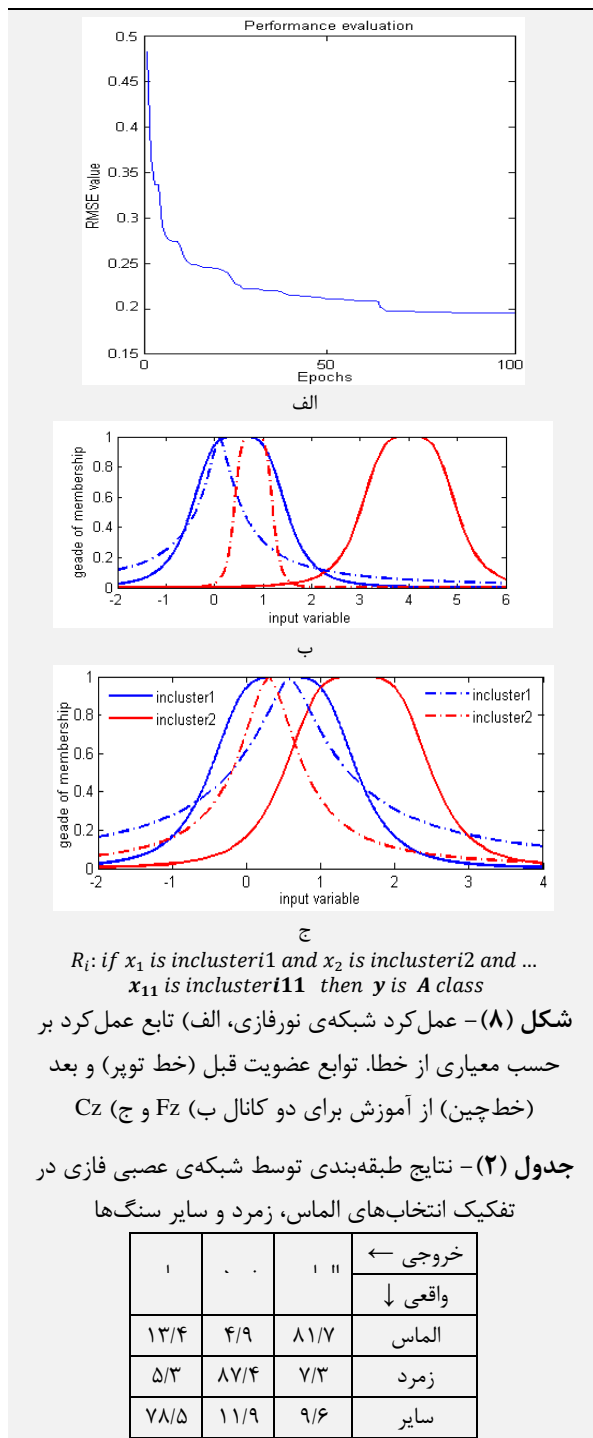 Performance evaluation
0.5
0.45
0.4
0.35
0.3
0.25
0.2
0.15
RMSE value
0 50 100
Epochs
الف
1
0.8
0.6
0.4
0.2
0
geade of membership
-2 -1 0 1 2 3 4 5 6
input variable
ب
1
0.8
0.6
0.4
0.2
0
geade of membership
incluster1 incluster1
incluster2 incluster2
-2 -1 0 1 2 3 4
input variable
ج
R_i: if x_1 is inclusteri1 and x_2 is inclusteri2 and ...
x_11 is inclusteri11 then y is A class
شکل (۸)- عمل‌کرد شبکه‌ی نورفازی، الف) تابع عمل‌کرد بر
حسب معیاری از خطا. توابع عضویت قبل (خط توپر) و بعد
(خط‌چین) از آموزش برای دو کانال ب) Fz و ج) Cz
جدول (۲)- نتایج طبقه‌بندی توسط شبکه‌ی عصبی فازی در
تفکیک انتخاب‌های الماس، زمرد و سایر سنگ‌ها
خروجی ←
واقعی ↓
الماس ۸۱/۷ ۴/۹ ۱۳/۴
زمرد ۷/۳ ۸۷/۴ ۵/۳
سایر ۹/۶ ۱۱/۹ ۷۸/۵